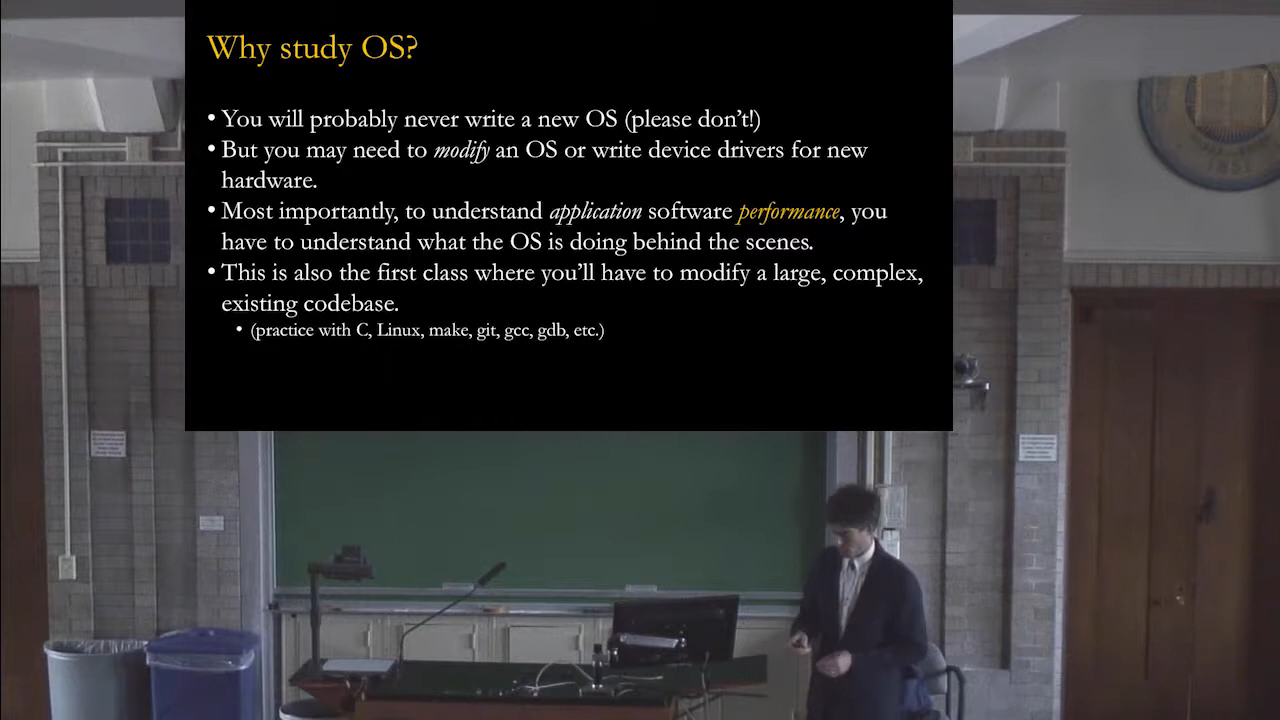 Why study OS?
• You will probably never write a new OS (please don't!)
• But you may need to modify an OS or write device drivers for new
hardware.
• Most importantly, to understand application software performance, you
have to understand what the OS is doing behind the scenes.
• This is also the first class where you'll have to modify a large, complex,
existing codebase.
• (practice with C, Linux, make, git, gcc, gdb, etc.)
1851